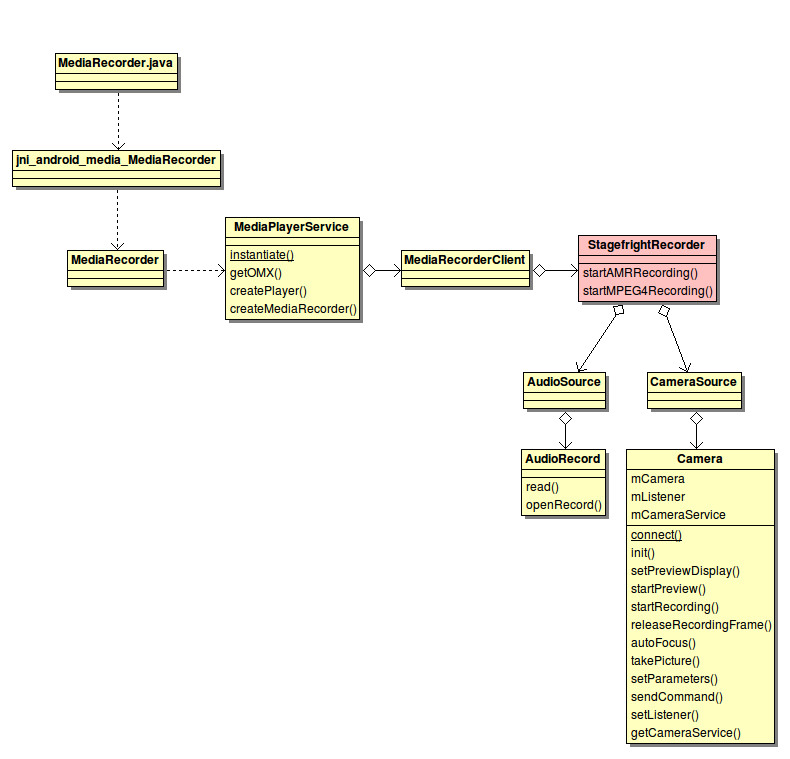 MediaRecorder.java
jni_android_media_MediaRecorder
MediaRecorder
MediaPlayerService
instantiate()
getOMX()
createPlayer()
createMediaRecorder()
MediaRecorderClient
StagefrightRecorder
startAMRRecording()
startMPEG4Recording()
AudioSource
CameraSource
AudioRecord
read()
openRecord()
Camera
mCamera
mListener
mCameraService
connect()
init()
setPreviewDisplay()
startPreview()
startRecording()
releaseRecordingFrame()
autoFocus()
takePicture()
setParameters()
sendCommand()
setListener()
getCameraService()